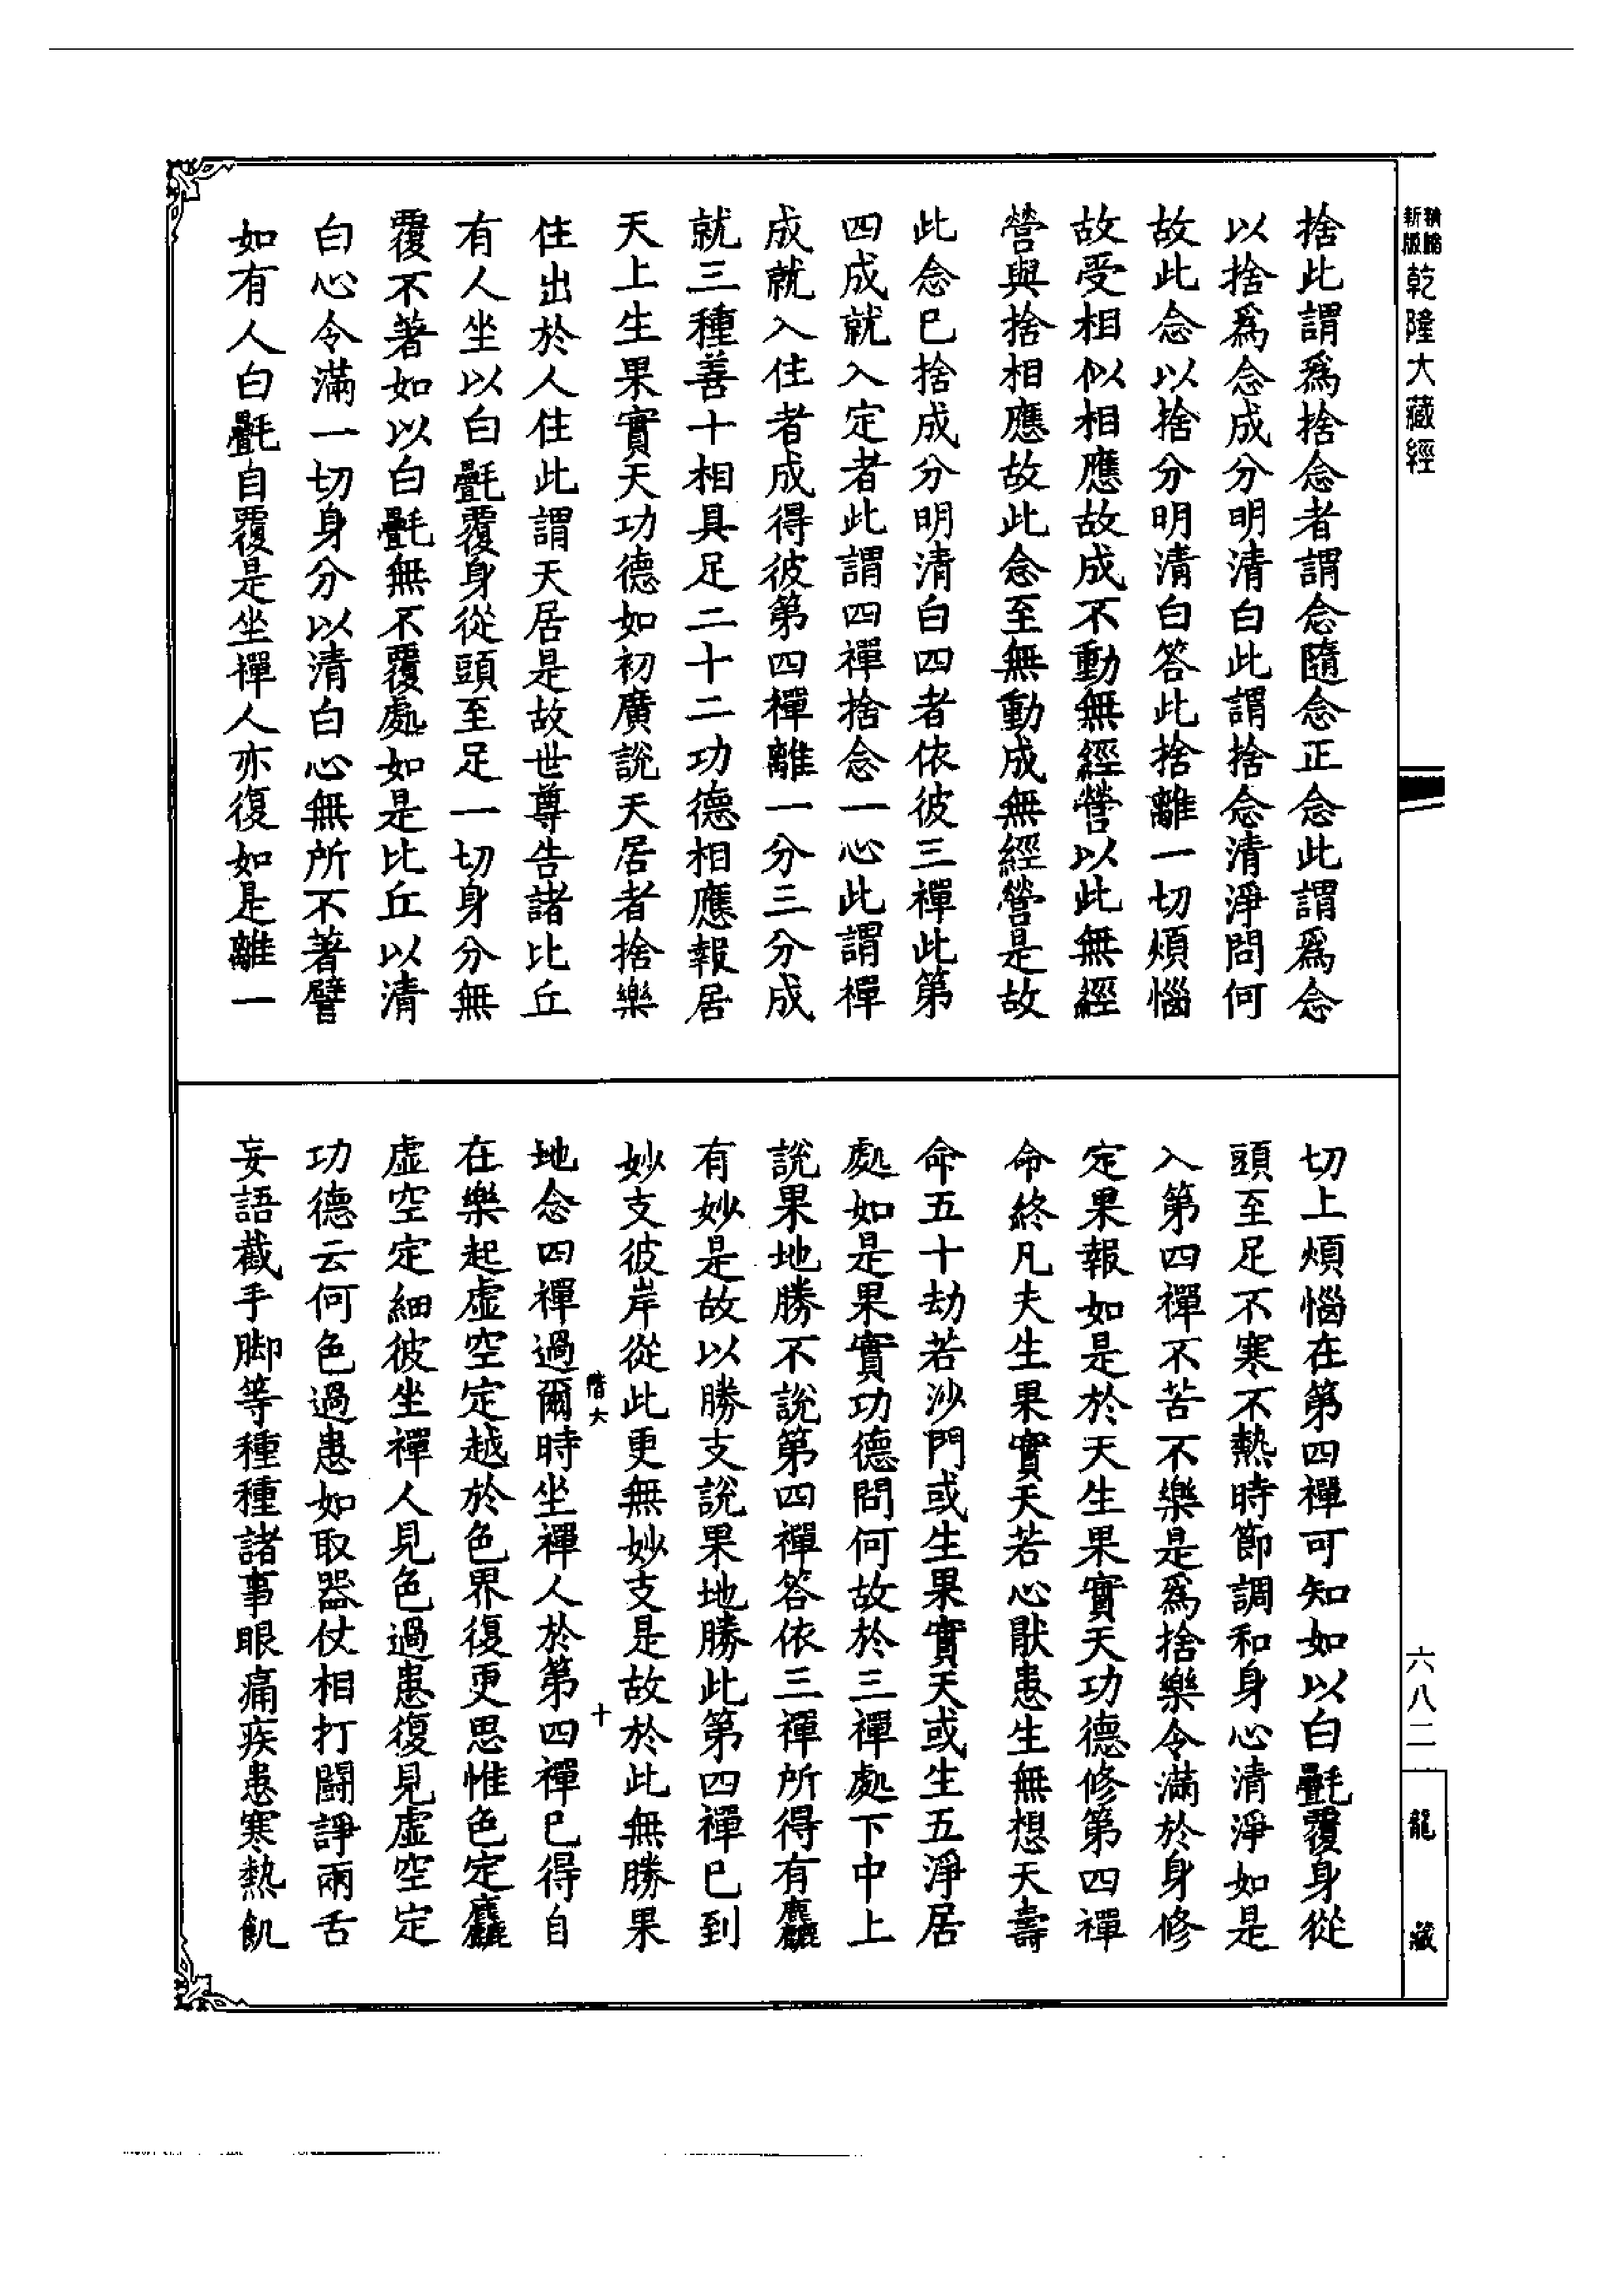 精縮
新版
乾隆大藏經
捨此謂爲捨念者謂念隨念正念此謂爲念
以捨爲念成分明清白此謂捨念清淨問何
故此念以捨分明清白答此捨離一切煩惱
故受相似相應故成不動無經營以此無經
營與捨相應故此念至無動成無經營是故
此念已捨成分明清白四者依彼三禪此第
四成就入定者此謂四禪捨念一心此謂禪
成就入住者成得彼第四禪離一分三分成
就三種善十相具足二十二功德相應報居
天上生果實天功德如初廣說天居者捨樂
住出於人住此謂天居是故世尊告諸比丘
有人坐以白㲲覆身從頭至足一切身分無
覆不著如以白㲲無不覆處如是比丘以清
白心令滿一切身分以清白心無所不著譬
如有人白㲲自覆是坐禪人亦復如是離一
六八二
龍藏
切上煩惱在第四禪可知如以白㲲覆身從
頭至足不寒不熱時節調和身心清淨如是
入第四禪不苦不樂是爲捨樂令滿於身修
定果報如是於天生果實天功德修第四禪
命終凡夫生果實天若心猒患生無想天壽
命五十劫若沙門或生果實天或生五淨居
處如是果實功德問何故於三禪處下中上
說果地勝不說第四禪答依三禪所得有麤
有妙是故以勝支說果地勝此第四禪已到
妙支彼岸從此更無妙支是故於此無勝果
階大
十
地念四禪過爾時坐禪人於第四禪已得自
在樂起虛空定越於色界復更思惟色定麤
虛空定細彼坐禪人見色過患復見虛空定
功德云何色過患如取器仗相打鬪諍兩舌
妄語截手脚等種種諸事眼痛疾患寒熱飢